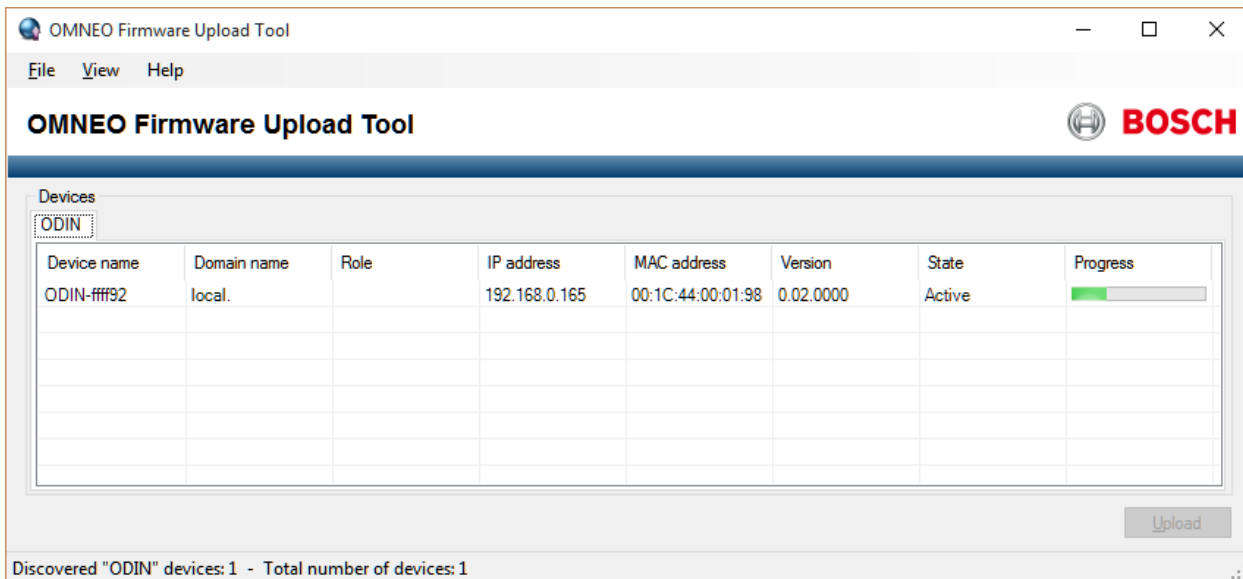 OMNEO Firmware Upload Tool
File View Help
OMNEO Firmware Upload Tool
BOSCH
Devices
ODIN
Device name Domain name Role IP address MAC address Version State Progress
ODIN-ffff92 local. 192.168.0.165 00:1C:44:00:01:98 0.02.0000 Active
Upload
Discovered "ODIN" devices: 1 - Total number of devices: 1